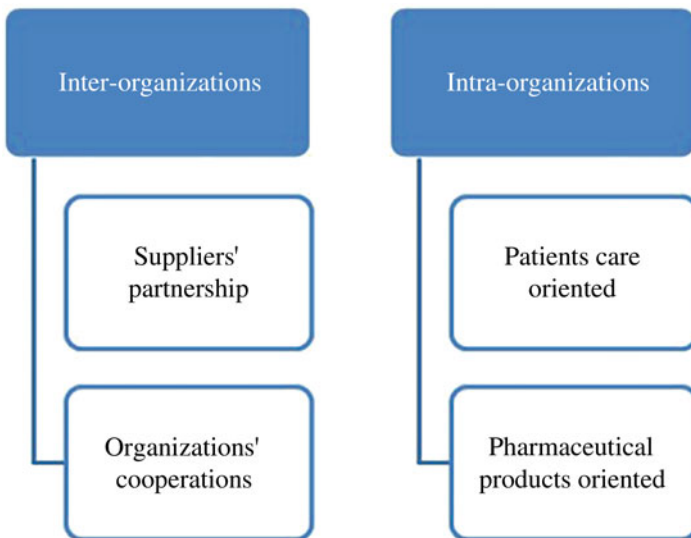 Inter-organizations
Suppliers'
partnership
Organizations'
cooperations
Intra-organizations
Patients care
oriented
Pharmaceutical
products oriented